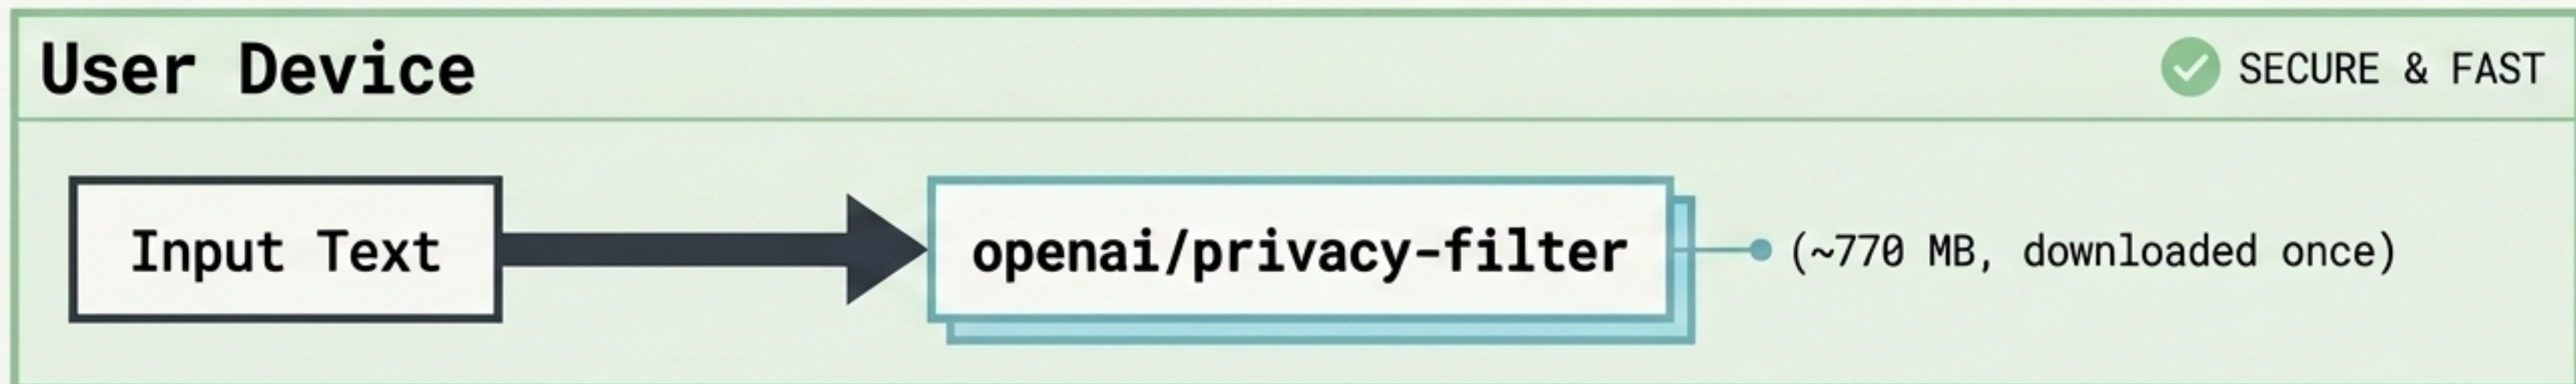 User Device
SECURE & FAST
Input Text
openai/privacy-filter
(~770 MB, downloaded once)